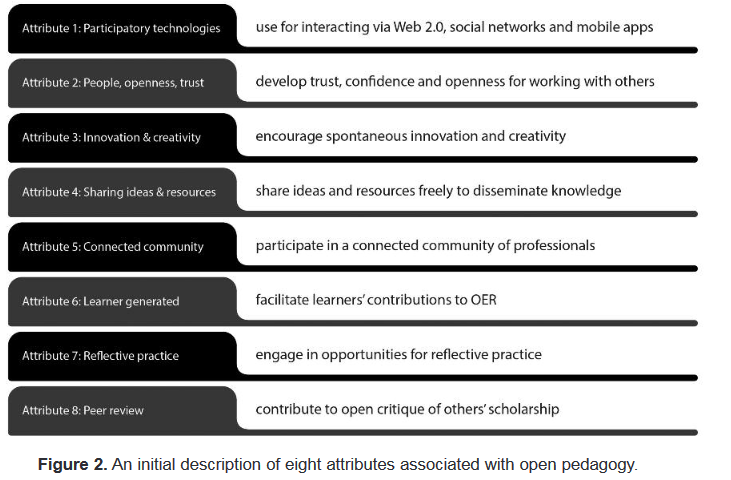 Attribute 1: Participatory technologies use for interacting via Web 2.0, social networks and mobile apps
Attribute 2: People, openness, trust develop trust, confidence and openness for working with others
Attribute 3: Innovation & creativity encourage spontaneous innovation and creativity
Attribute 4: Sharing ideas & resources share ideas and resources freely to disseminate knowledge
Attribute 5: Connected community participate in a connected community of professionals
Attribute 6: Learner generated facilitate learners' contributions to OER
Attribute 7: Reflective practice engage in opportunities for reflective practice
Attribute 8: Peer review contribute to open critique of others' scholarship
Figure 2. An initial description of eight attributes associated with open pedagogy.